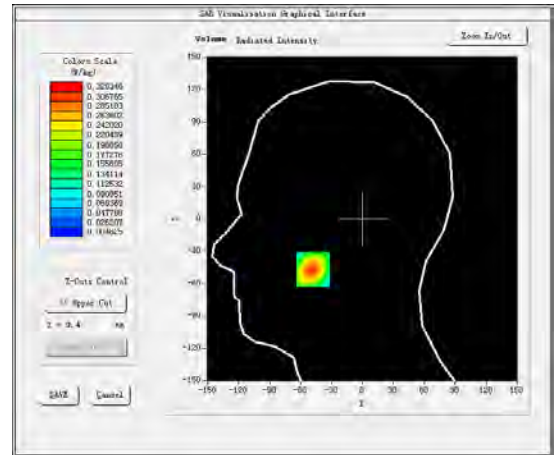 SAR Visualisation Graphical Interface
Volume Radiated Intensity
Zoom In/Out
Colors Scale
(W/kg)
0.328346
0.306765
0.285183
0.263602
0.242020
0.220439
0.198858
0.177276
0.155695
0.134114
0.112532
0.090951
0.069369
0.047788
0.026207
0.004625
150
120
90
60
30
0
-30
-60
-90
-120
-150
-150 -120 -90 -60 -30 0 30 60 90 120 150
X
Z-Cuts Control
Upper Cut
SAVE
Cancel